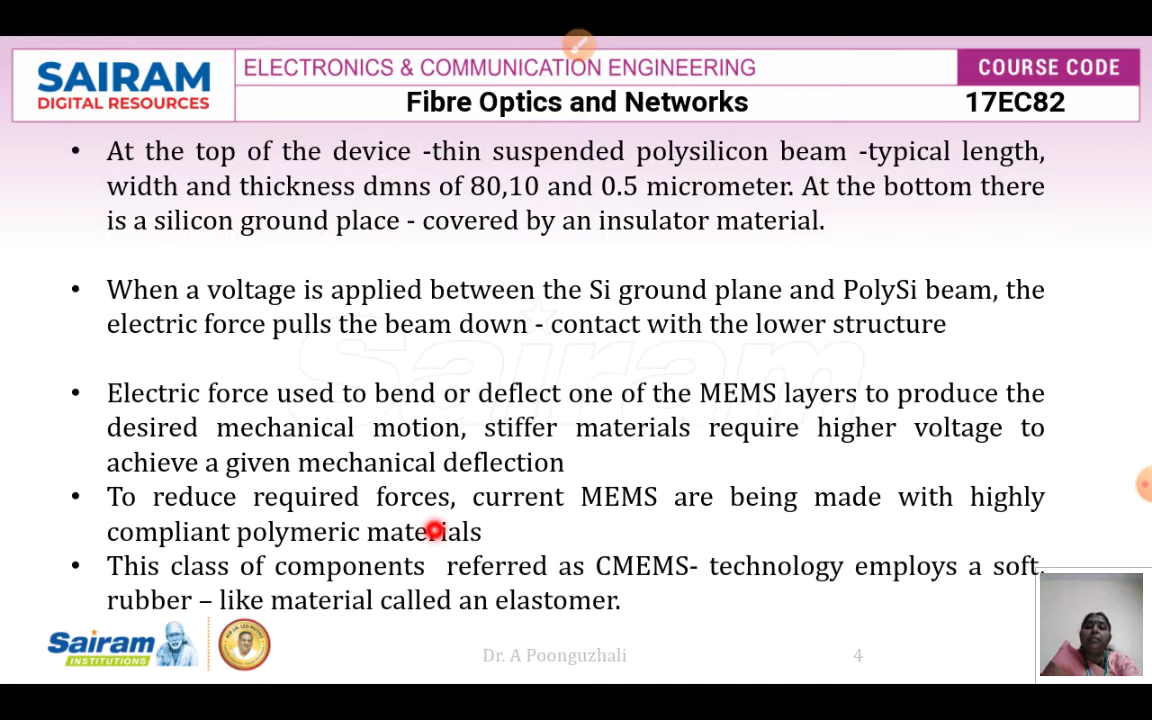 SAIRAM
DIGITAL RESOURCES
ELECTRONICS & COMMUNICATION ENGINEERING
COURSE CODE
Fibre Optics and Networks
17EC82
• At the top of the device -thin suspended polysilicon beam -typical length,
width and thickness dmns of 80,10 and 0.5 micrometer. At the bottom there
is a silicon ground place - covered by an insulator material.
• When a voltage is applied between the Si ground plane and PolySi beam, the
electric force pulls the beam down - contact with the lower structure
• Electric force used to bend or deflect one of the MEMS layers to produce the
desired mechanical motion, stiffer materials require higher voltage to
achieve a given mechanical deflection
• To reduce required forces, current MEMS are being made with highly
compliant polymeric materials
• This class of components referred as CMEMS- technology employs a soft,
rubber – like material called an elastomer.
Sairam
INSTITUTIONS
Dr. A Poonguzhali
4
Sairam